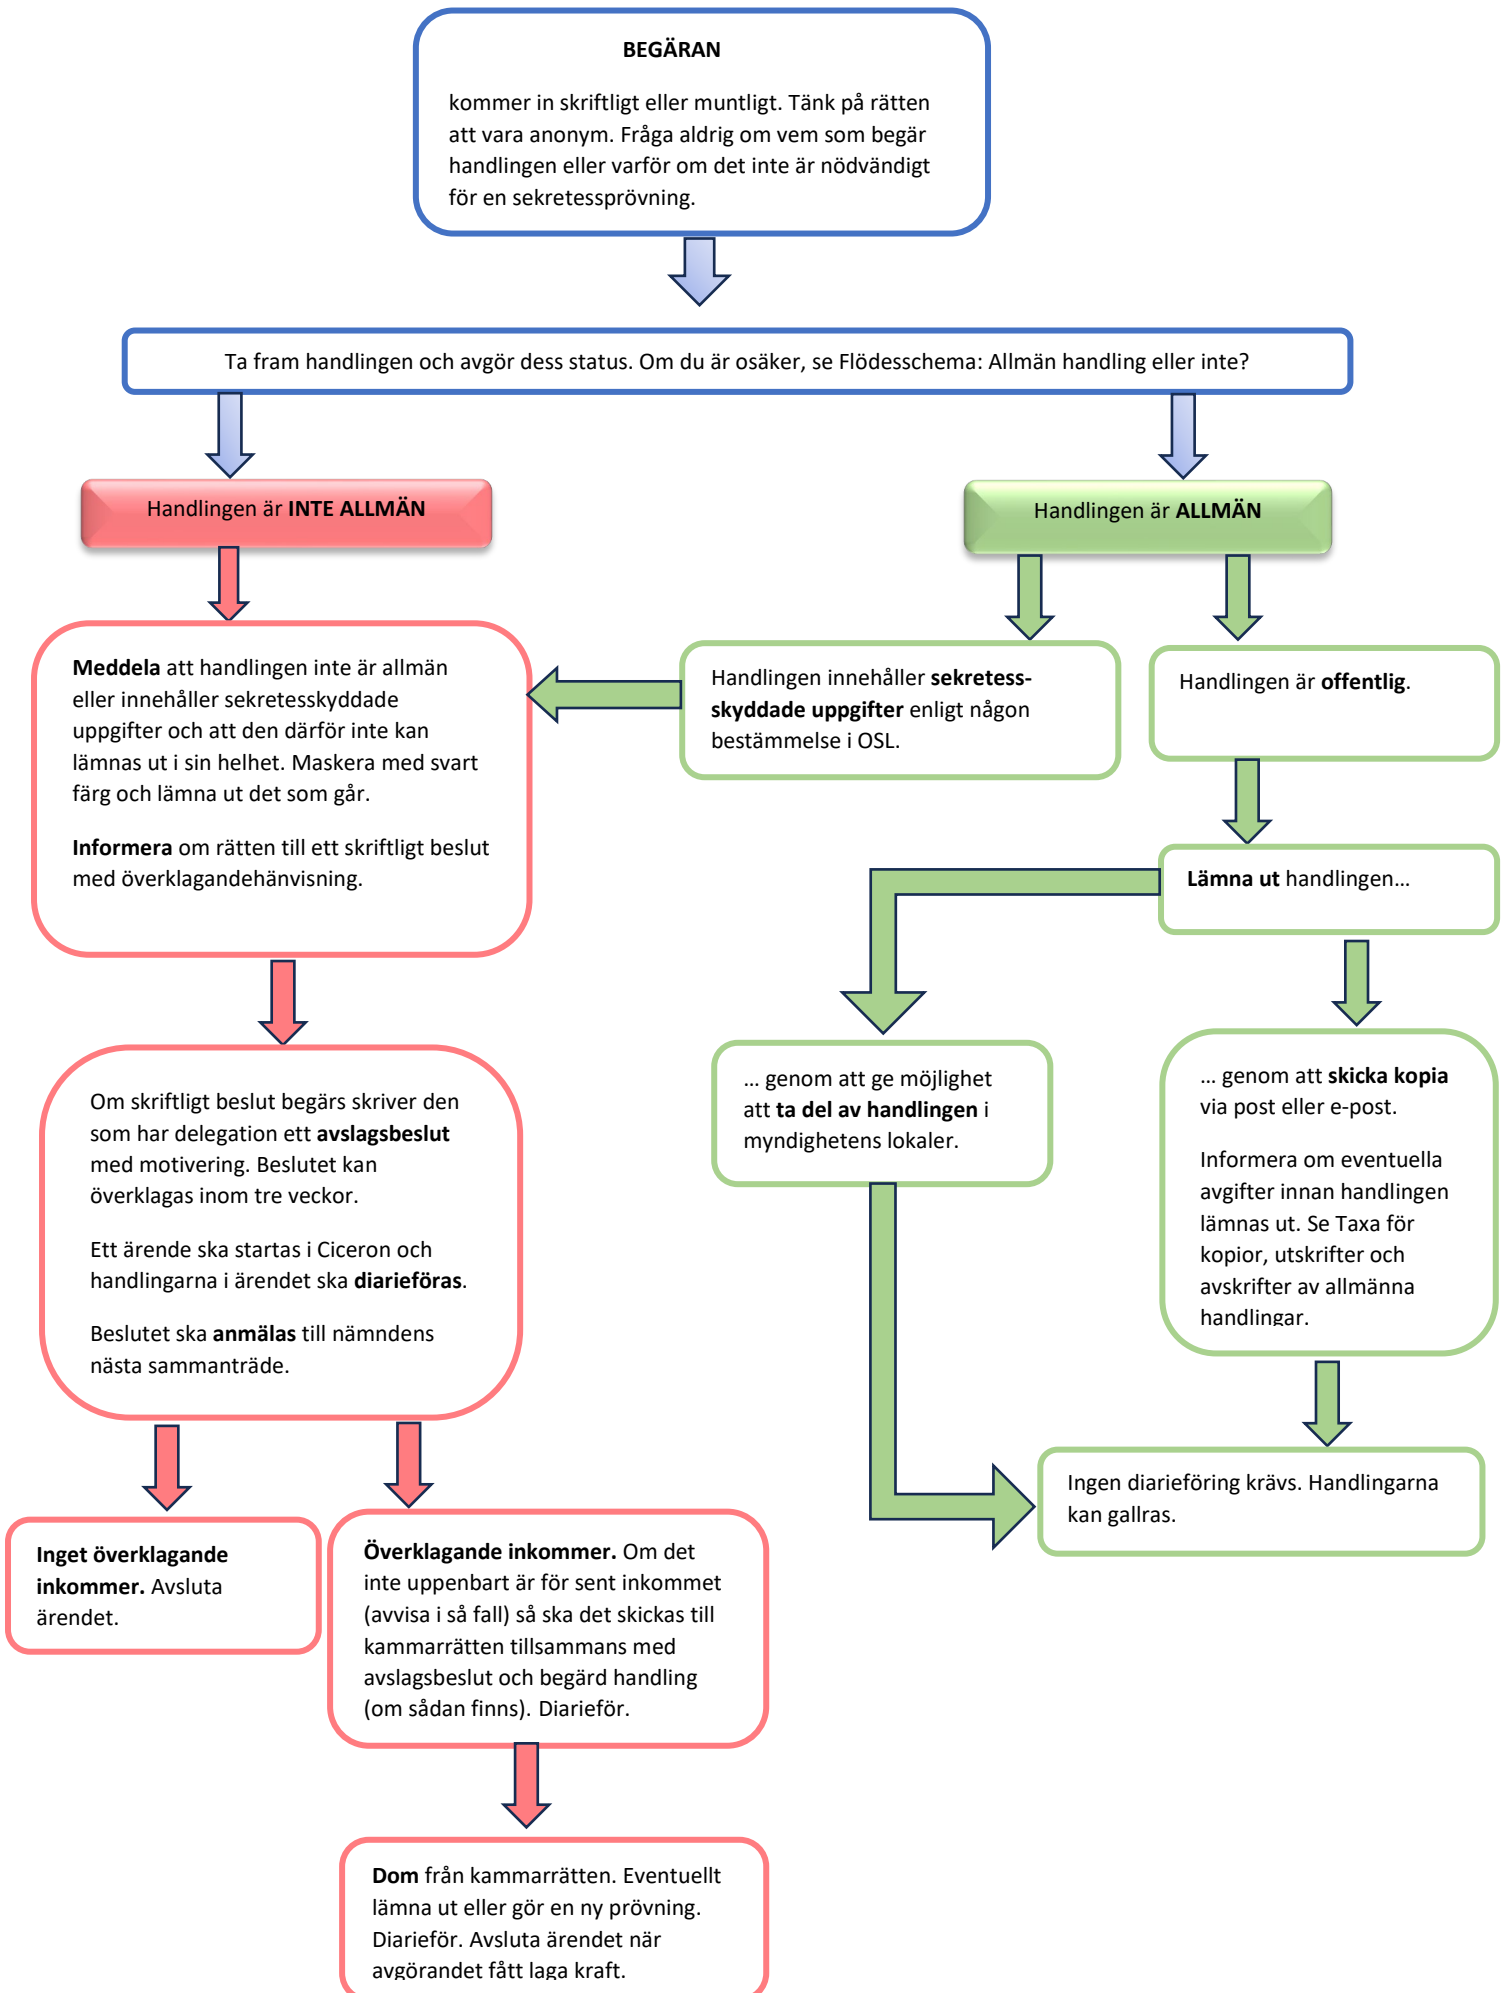 BEGÄRAN
kommer in skriftligt eller muntligt. Tänk på rätten
att vara anonym. Fråga aldrig om vem som begär
handlingen eller varför om det inte är nödvändigt
för en sekretessprövning.
Ta fram handlingen och avgör dess status. Om du är osäker, se Flödesschema: Allmän handling eller inte?
Handlingen är INTE ALLMÄN
Handlingen är ALLMÄN
Meddela att handlingen inte är allmän
eller innehåller sekretesskyddade
uppgifter och att den därför inte kan
lämnas ut i sin helhet. Maskera med svart
färg och lämna ut det som går.
Informera om rätten till ett skriftligt beslut
med överklagandehänvisning.
Handlingen innehåller sekretess-
skyddade uppgifter enligt någon
bestämmelse i OSL.
Handlingen är offentlig.
Lämna ut handlingen…
Om skriftligt beslut begärs skriver den
som har delegation ett avslagsbeslut
med motivering. Beslutet kan
överklagas inom tre veckor.
Ett ärende ska startas i Ciceron och
handlingarna i ärendet ska diarieföras.
Beslutet ska anmälas till nämndens
nästa sammanträde.
… genom att ge möjlighet
att ta del av handlingen i
myndighetens lokaler.
… genom att skicka kopia
via post eller e-post.
Informera om eventuella
avgifter innan handlingen
lämnas ut. Se Taxa för
kopior, utskrifter och
avskrifter av allmänna
handlingar.
Ingen diarieföring krävs. Handlingarna
kan gallras.
Inget överklagande
inkommer. Avsluta
ärendet.
Överklagande inkommer. Om det
inte uppenbart är för sent inkommet
(avvisa i så fall) så ska det skickas till
kammarrätten tillsammans med
avslagsbeslut och begärd handling
(om sådan finns). Diarieför.
Dom från kammarrätten. Eventuellt
lämna ut eller gör en ny prövning.
Diarieför. Avsluta ärendet när
avgörandet fått laga kraft.